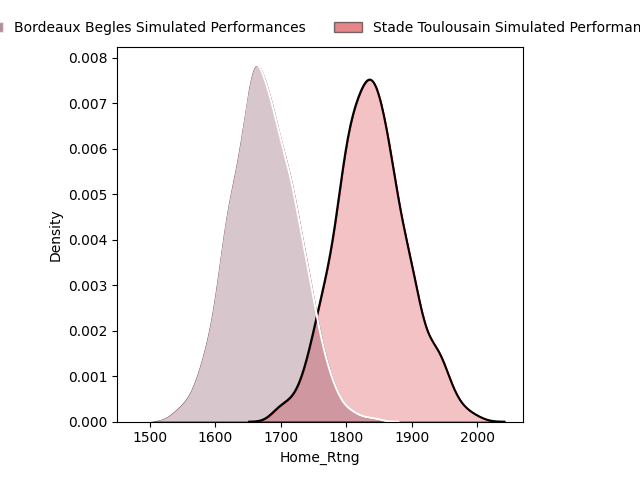 Bordeaux Begles Simulated Performances
Stade Toulousain Simulated Performan
0.008
0.007
0.006
0.005
0.004
0.003
0.002
0.001
0.000
Density
1500 1600 1700 1800 1900 2000
Home_Rtng